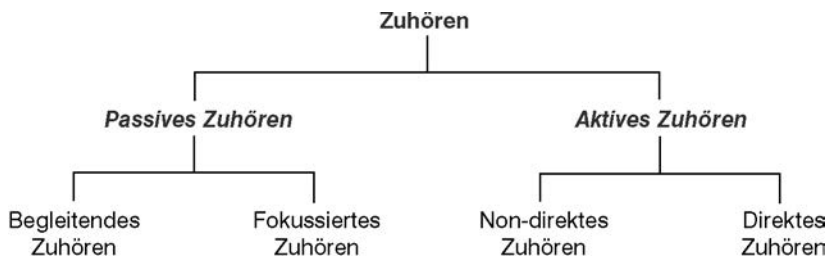 Zuhören
Passives Zuhören
Aktives Zuhören
Begleitendes
Zuhören
Fokussiertes
Zuhören
Non-direktes
Zuhören
Direktes
Zuhören